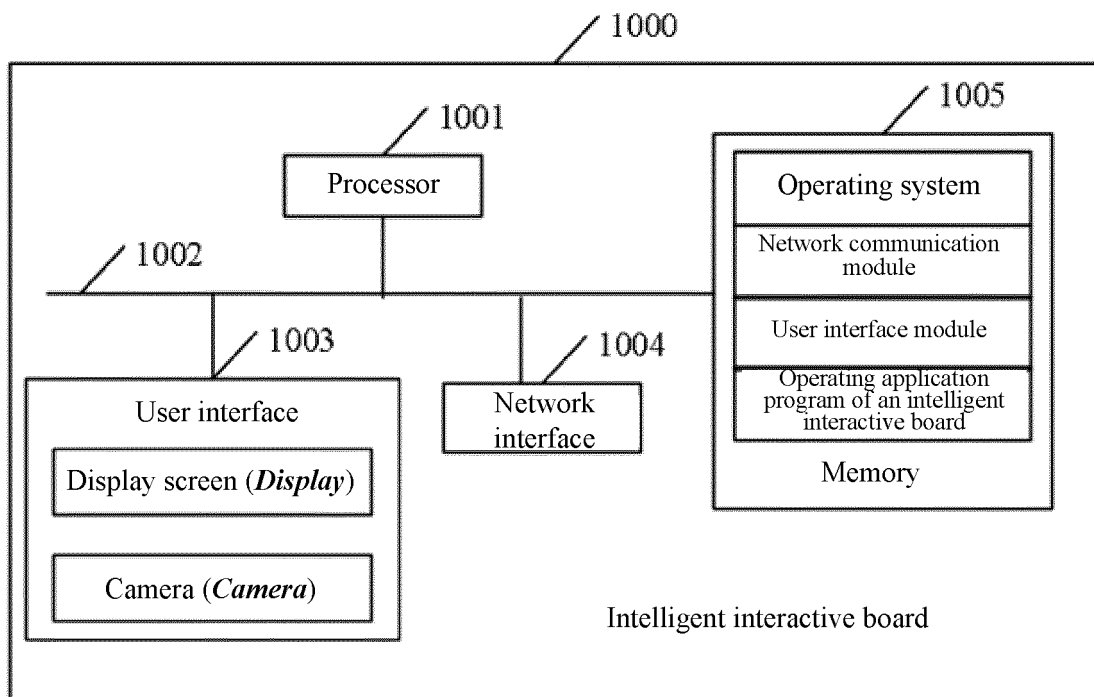 1000
1001
1005
Processor
Operating system
Network communication
module
1002
User interface module
1003
1004
Operating application
program of an intelligent
interactive board
User interface
Network
interface
Memory
Display screen (Display)
Camera (Camera)
Intelligent interactive board